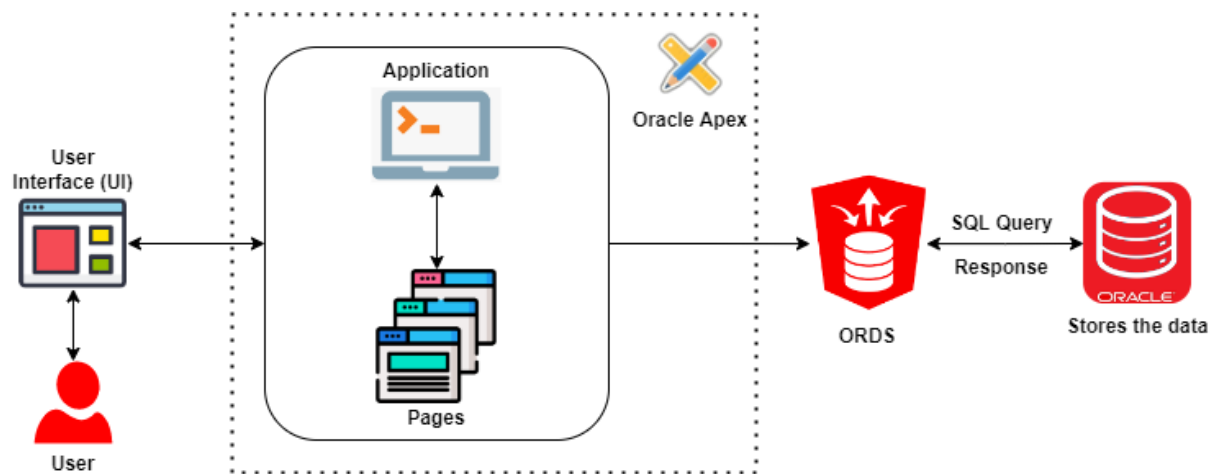 Application
Oracle Apex
User
Interface (UI)
SQL Query
Response
ORACLE
ORDS
Stores the data
Pages
User